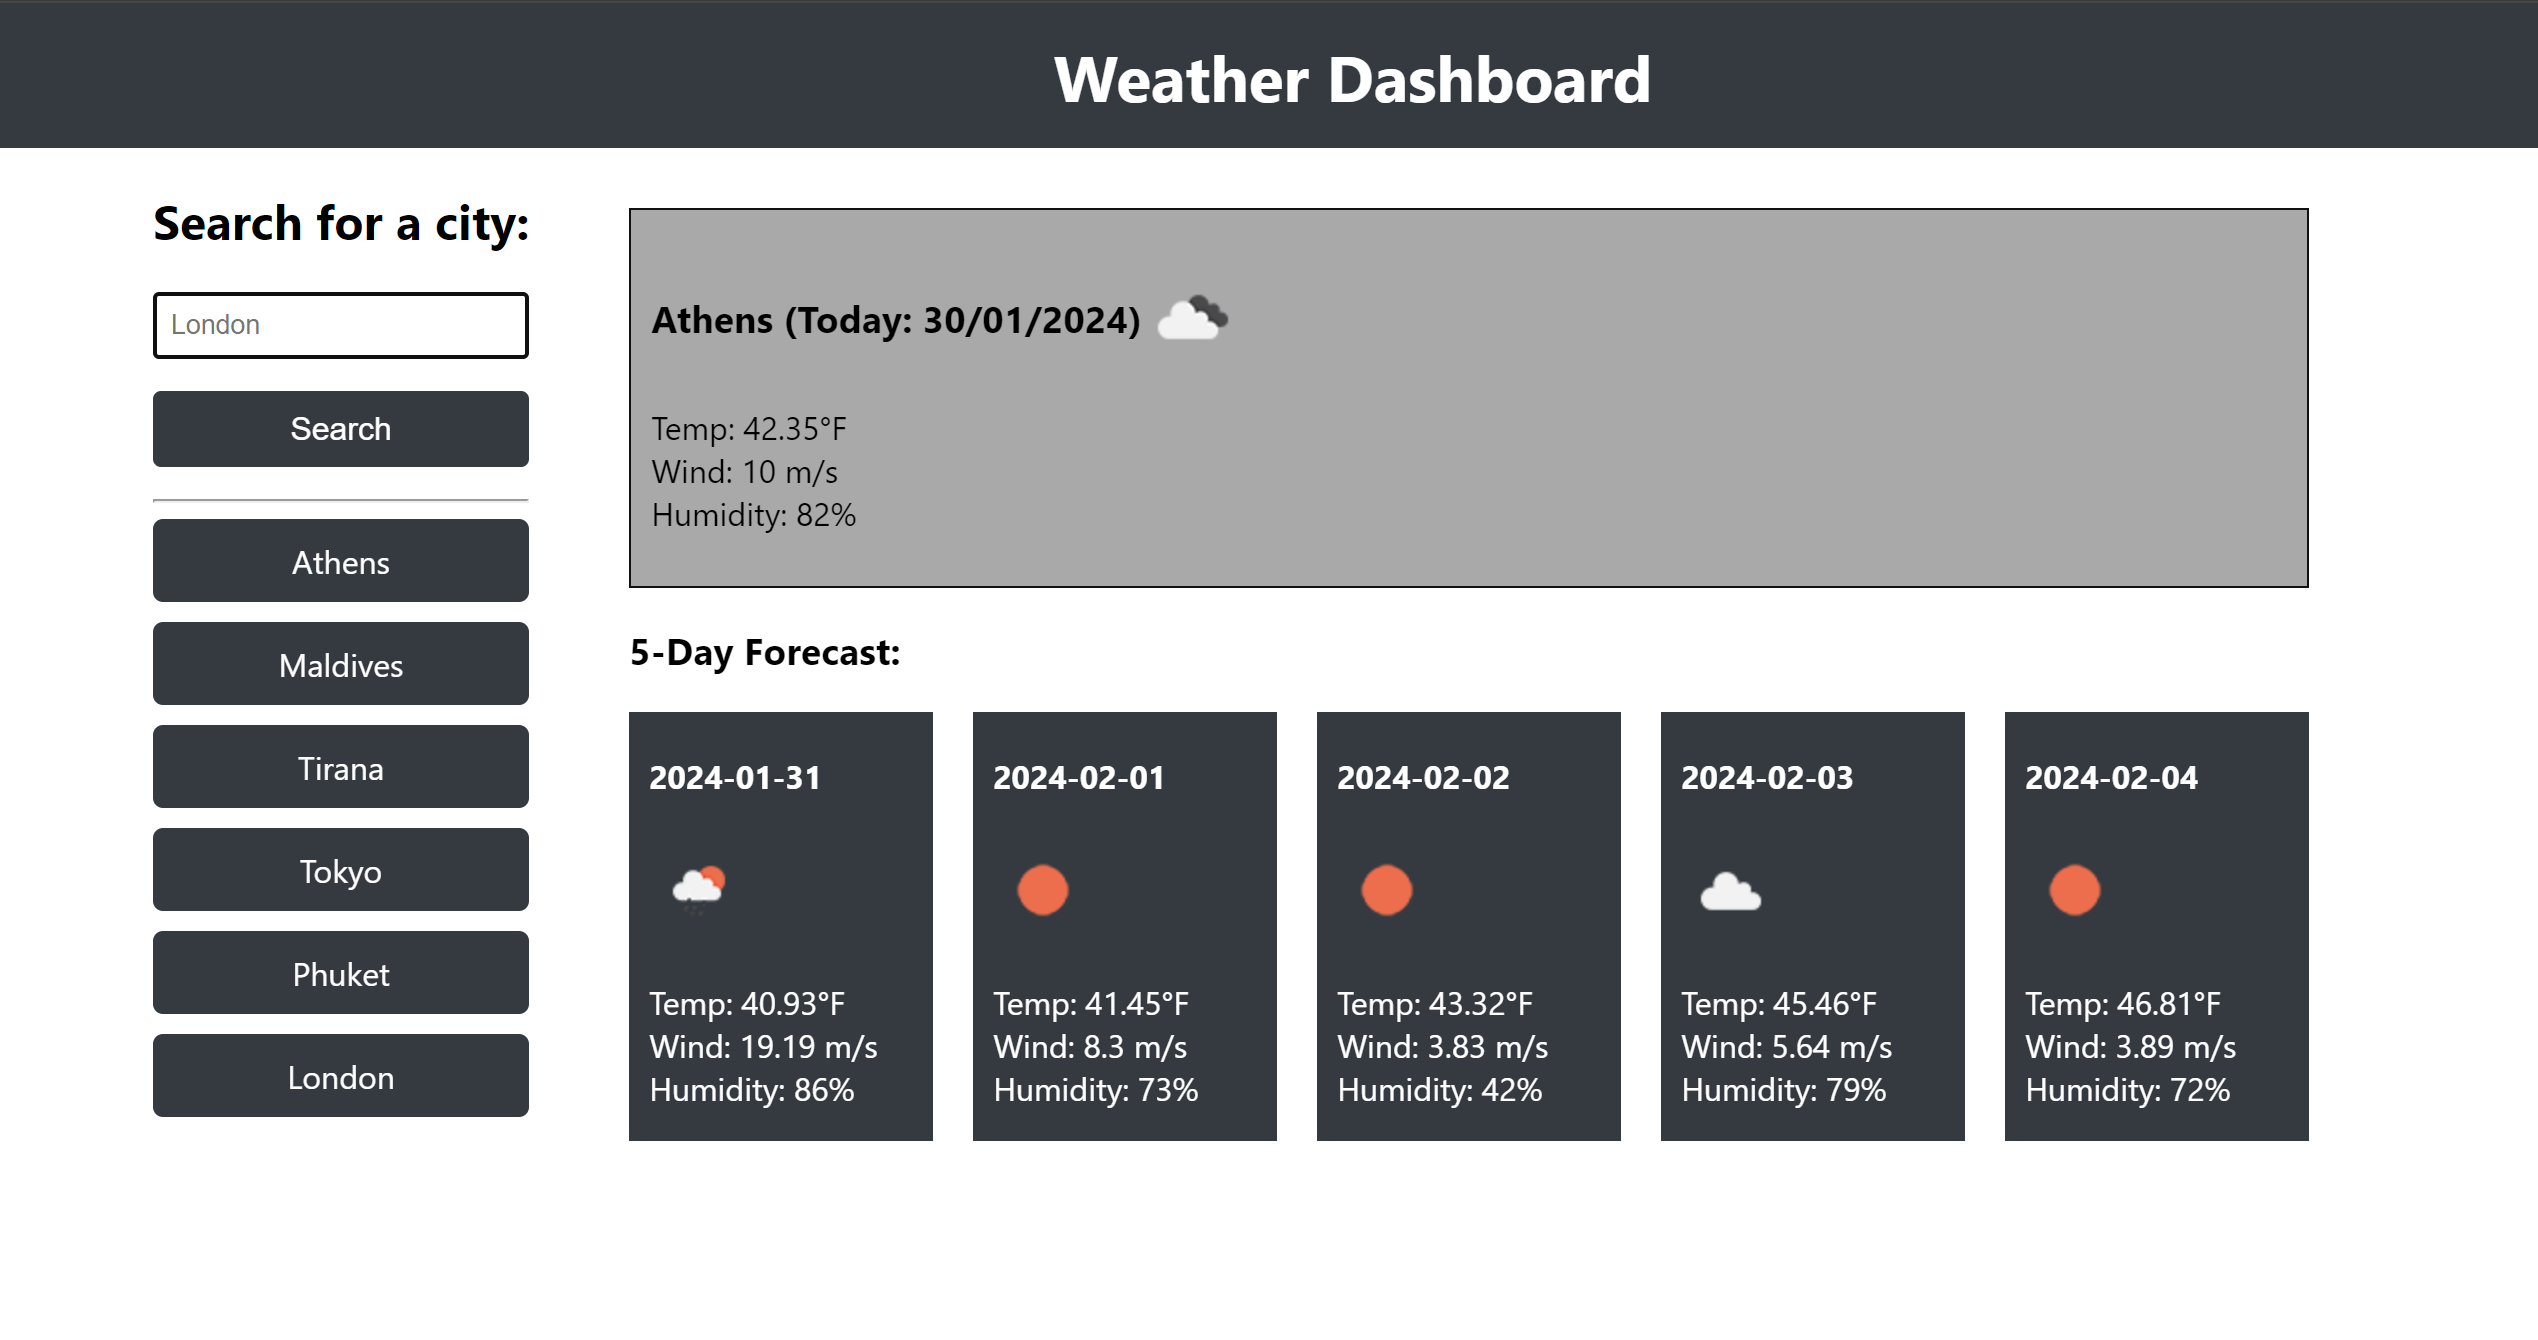 Weather Dashboard
Search for a city:
London
Search
Athens
Maldives
Tirana
Tokyo
Phuket
London
Athens (Today: 30/01/2024)
Temp: 42.35°F
Wind: 10 m/s
Humidity: 82%
5-Day Forecast:
2024-01-31
Temp: 40.93°F
Wind: 19.19 m/s
Humidity: 86%
2024-02-01
Temp: 41.45°F
Wind: 8.3 m/s
Humidity: 73%
2024-02-02
Temp: 43.32°F
Wind: 3.83 m/s
Humidity: 42%
2024-02-03
Temp: 45.46°F
Wind: 5.64 m/s
Humidity: 79%
2024-02-04
Temp: 46.81°F
Wind: 3.89 m/s
Humidity: 72%